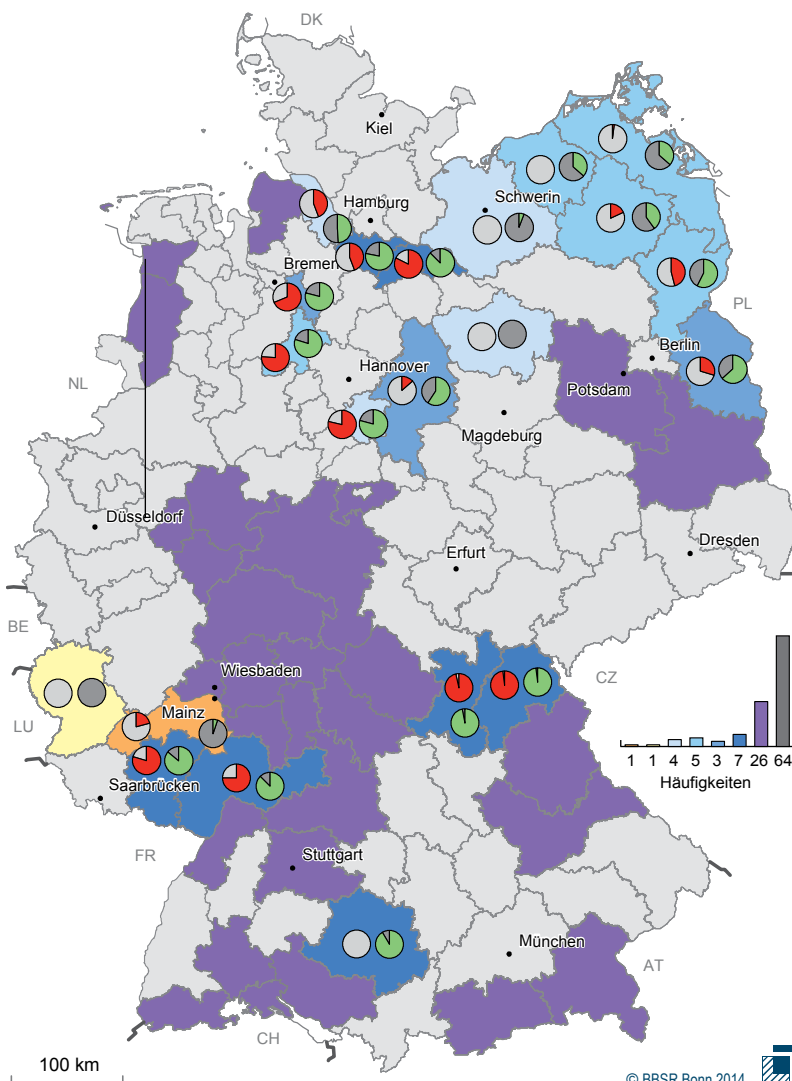 DK
Kiel
Hamburg
Schwerin
Bremen
PL
Berlin
NL
Hannover
Potsdam
Magdeburg
Düsseldorf
Dresden
Erfurt
BE
CZ
Wiesbaden
LU
Mainz
1 1 4 5 3 7 26 64
Häufigkeiten
Saarbrücken
FR
Stuttgart
München
AT
CH
100 km
© BBSR Bonn 2014